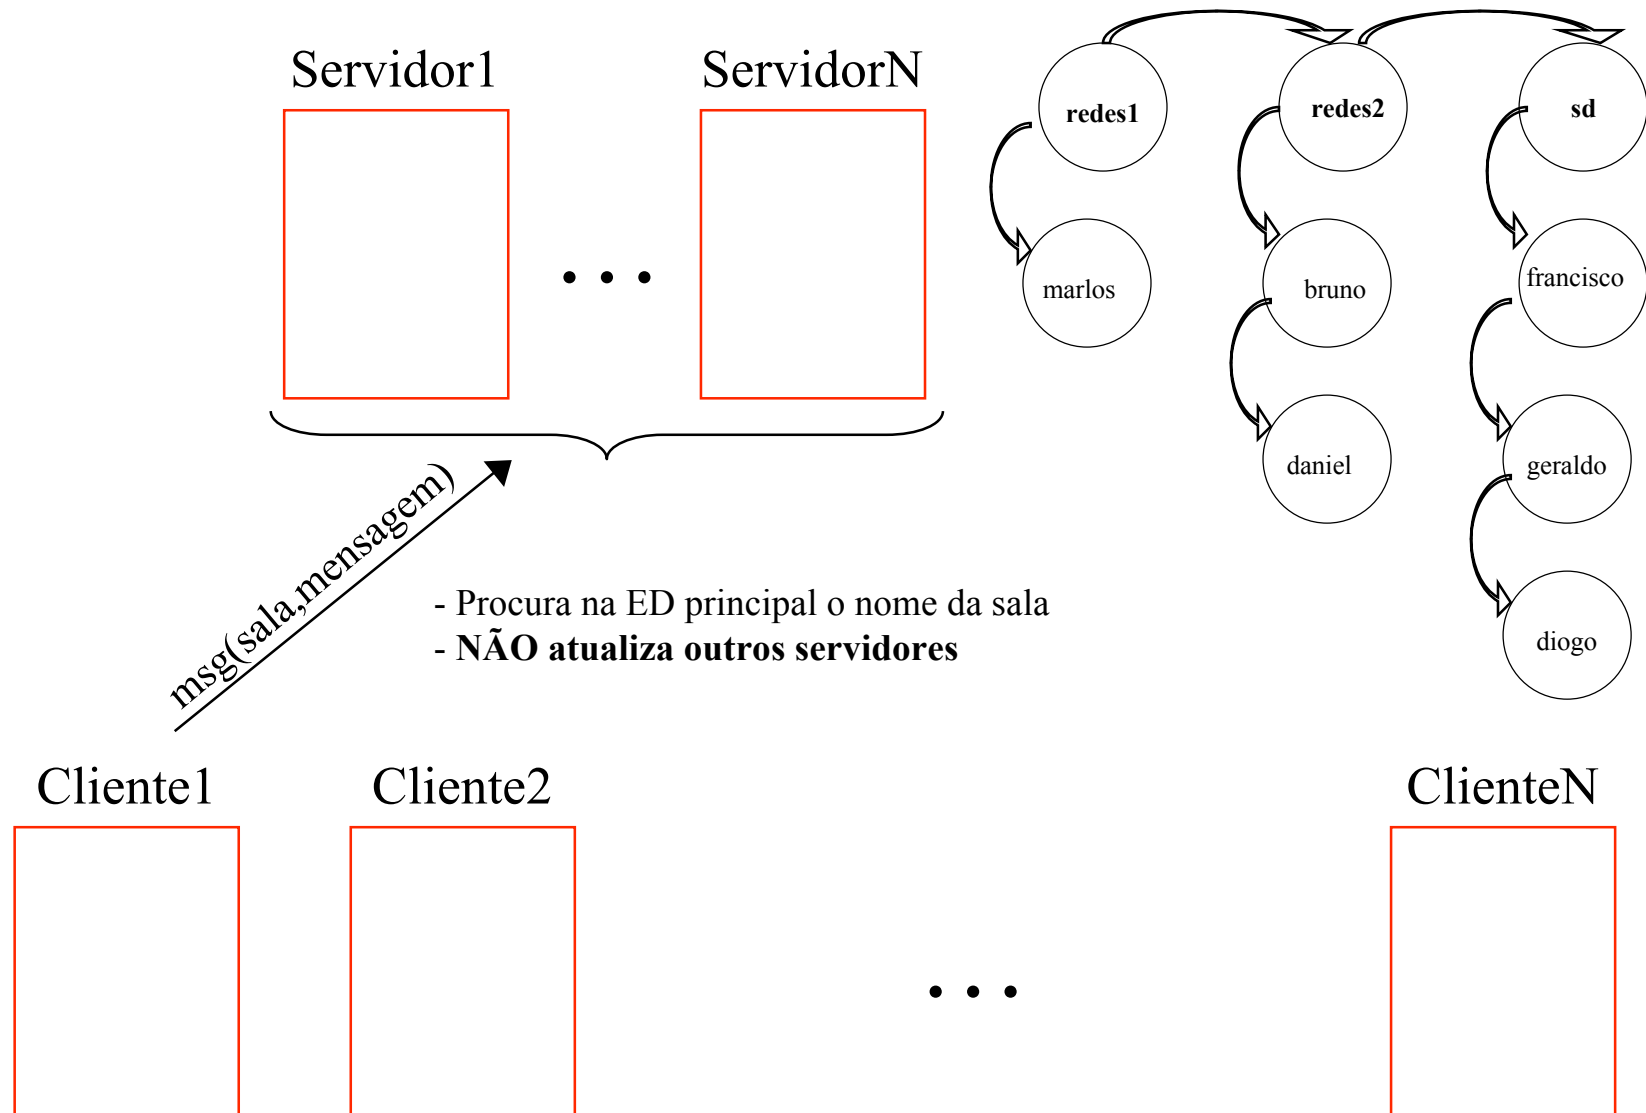 Servidor1
ServidorN
redes1
redes2
sd
marlos
bruno
francisco
daniel
geraldo
diogo
msg(sala,mensagem)
- Procura na ED principal o nome da sala
- NÃO atualiza outros servidores
Cliente1
Cliente2
ClienteN